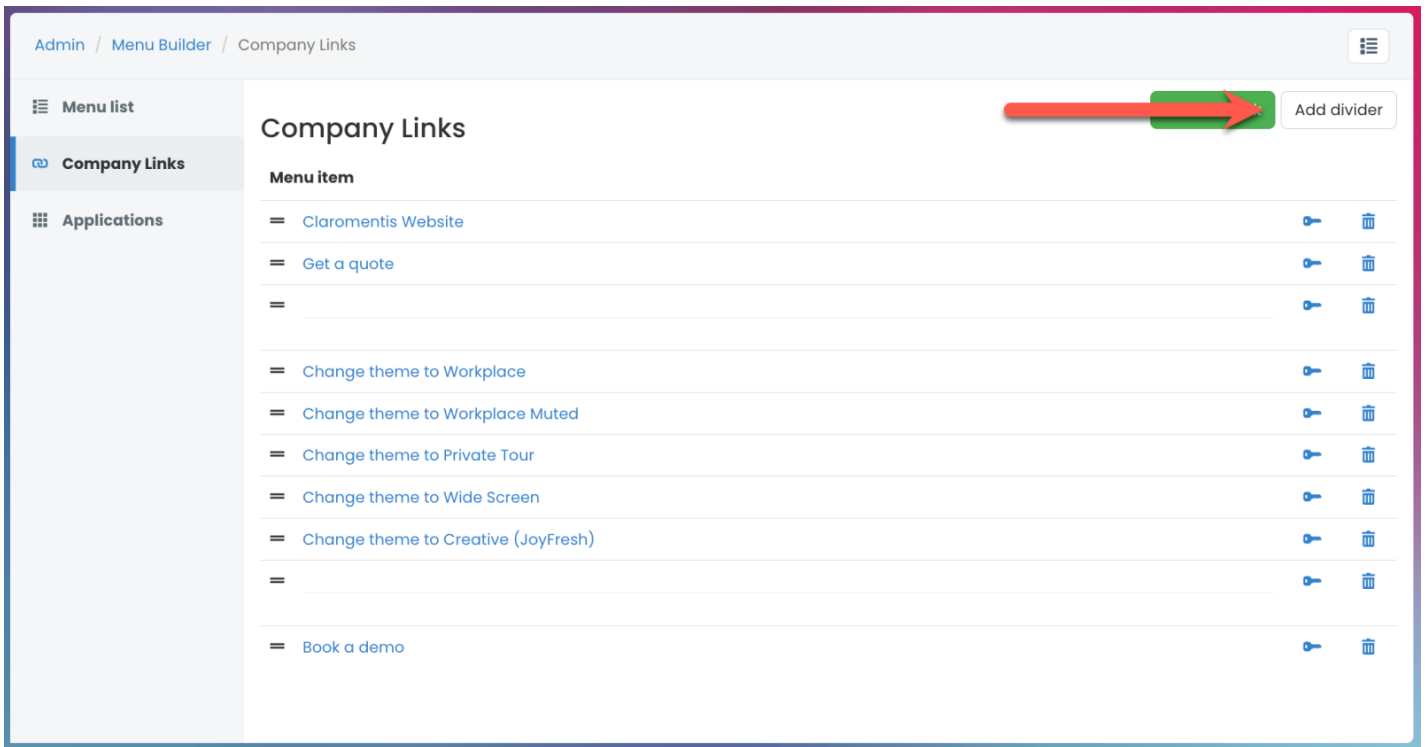 Admin / Menu Builder / Company Links
Menu list
Company Links
Applications
Add divider
Company Links
Menu item
Claromentis Website
Get a quote
Change theme to Workplace
Change theme to Workplace Muted
Change theme to Private Tour
Change theme to Wide Screen
Change theme to Creative (JoyFresh)
Book a demo